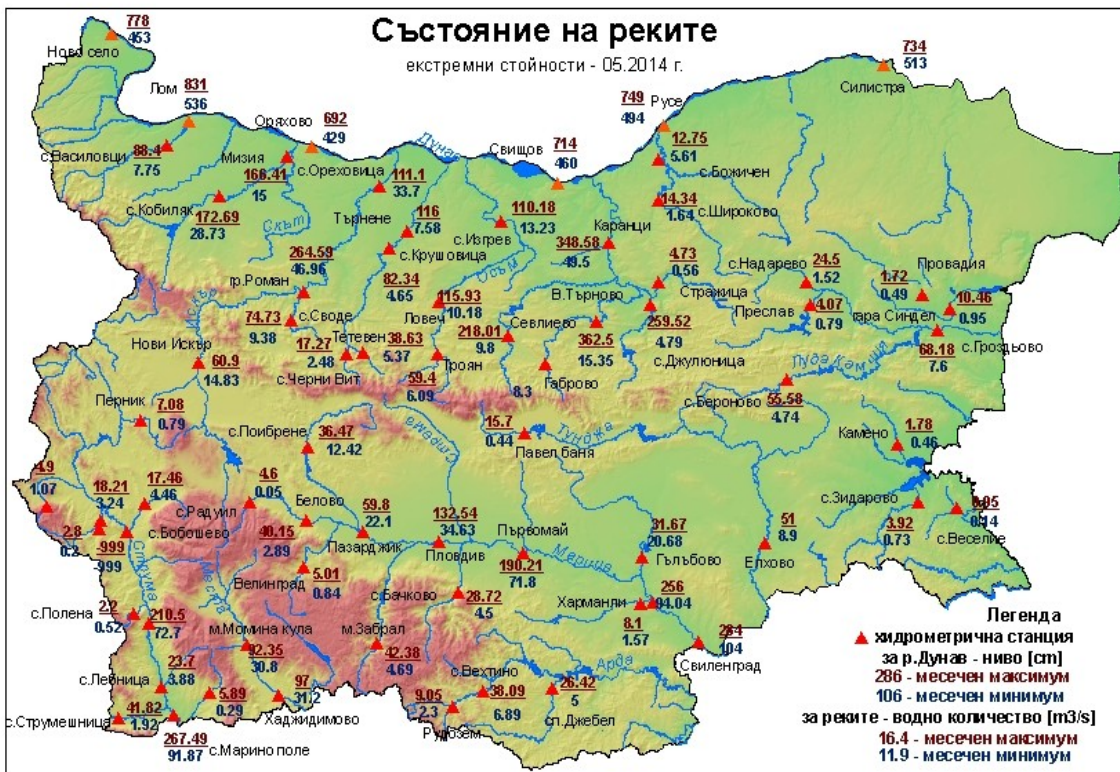 Състояние на реките
екстремни стойности - 05.2014 г.
778
453
Ново село
831
536
Лом
692
429
Оряхово
714
460
Свищов
749
494
Русе
734
513
Силистра
Дунав
88.4
7.75
с.Василовци
166.41
15
Мизия
172.69
28.73
с.Кобиляк
Скът
с.Ореховица
111.1
33.7
Търнене
116
7.58
с.Крушовица
82.34
4.65
с.Изгрев
110.18
13.23
Осъм
12.75
5.61
с.Божичен
14.34
1.64
с.Широково
Каранци
348.58
49.5
264.59
46.96
гр.Роман
74.73
9.38
с.Своде
115.93
10.18
Ловеч
4.73
0.56
Стражица
с.Надарево
24.5
1.52
1.72
0.49
Провадия
10.46
0.95
Преслав
4.07
0.79
68.18
7.6
с.Гроздьово
В.Търново
362.5
15.35
259.52
4.79
с.Джулюница
Севлиево
218.01
9.8
8.3
Габрово
Нови Искър
60.9
14.83
Тетевен
17.27
2.48
с.Черни Вит
38.63
5.37
Троян
59.4
6.09
Луда Камчия
с.Бероново
55.58
4.74
Перник
7.08
0.79
с.Поибрене
36.47
12.42
15.7
0.44
Павел баня
Тунджа
Камено
1.78
0.46
1.07
18.21
3.24
17.46
4.46
с.Радуил
4.6
0.05
Белово
40.15
2.89
59.8
22.1
Пазарджик
2.8
0.2
-999
-999
с.Бобошево
132.54
34.63
Пловдив
Първомай
190.21
71.8
Марица
31.67
20.68
Гълъбово
51
8.9
Елхово
с.Зидарово
3.92
0.73
0.14
с.Веселие
Струма
Места
Велинград
5.01
0.84
с.Бачково
28.72
4.5
Харманли
256
94.04
8.1
1.57
284
104
Свиленград
с.Полена
0.52
210.5
72.7
м.Момина кула
92.35
30.8
м.Забрал
42.38
4.69
с.Лебница
23.7
3.88
5.89
0.29
97
31.2
Хаджидимово
с.Вехтино
38.09
6.89
9.05
2.3
Рудозем
Арда
26.42
5
сп.Джебел
с.Струмешница
41.82
1.92
267.49
91.87
с.Марино поле
Легенда
хидрометрична станция
за р.Дунав - ниво [cm]
286 - месечен максимум
106 - месечен минимум
за реките - водно количество [m3/s]
16.4 - месечен максимум
11.9 - месечен минимум